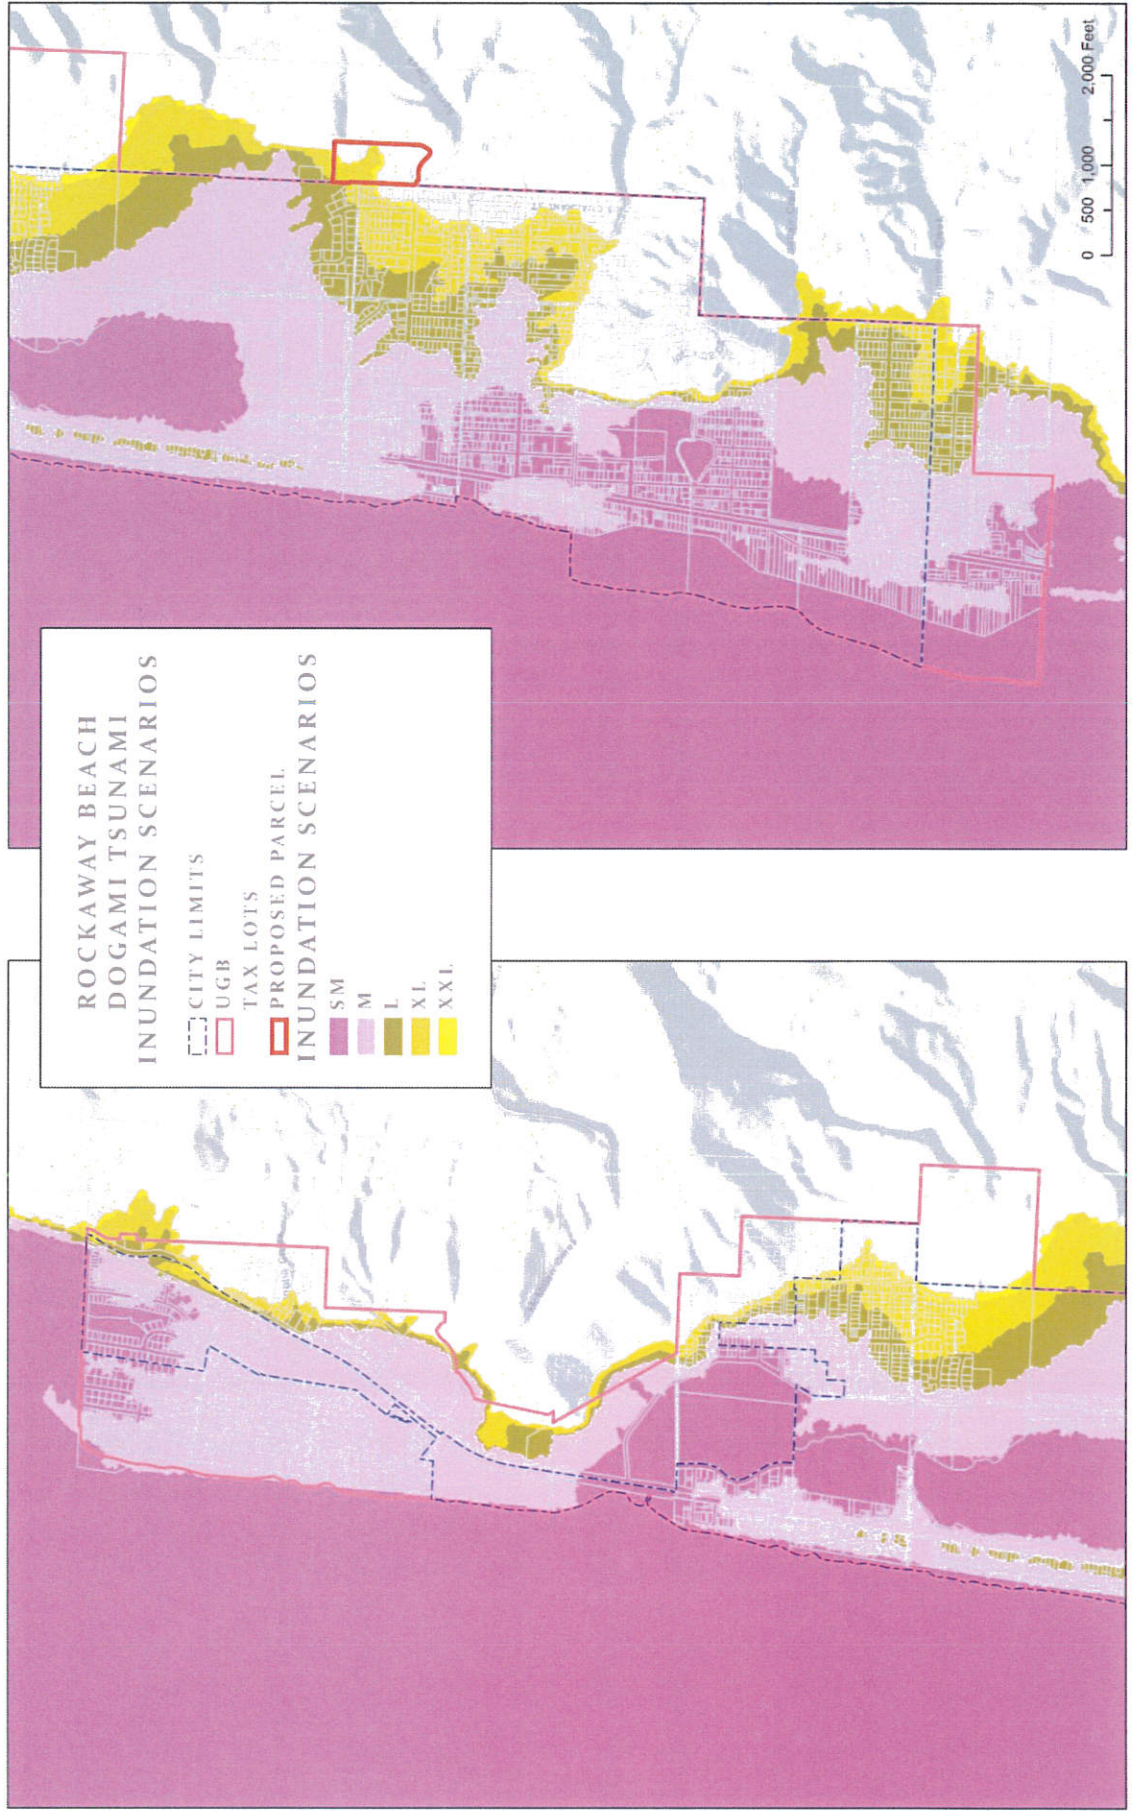 ROCKAWAY BEACH
DOGAMI TSUNAMI
INUNDATION SCENARIOS
CITY LIMITS
UGB
TAX LOTS
PROPOSED PARCEL
INUNDATION SCENARIOS
SM
M
L
XL
XXL
0 500 1,000 2,000 Feet